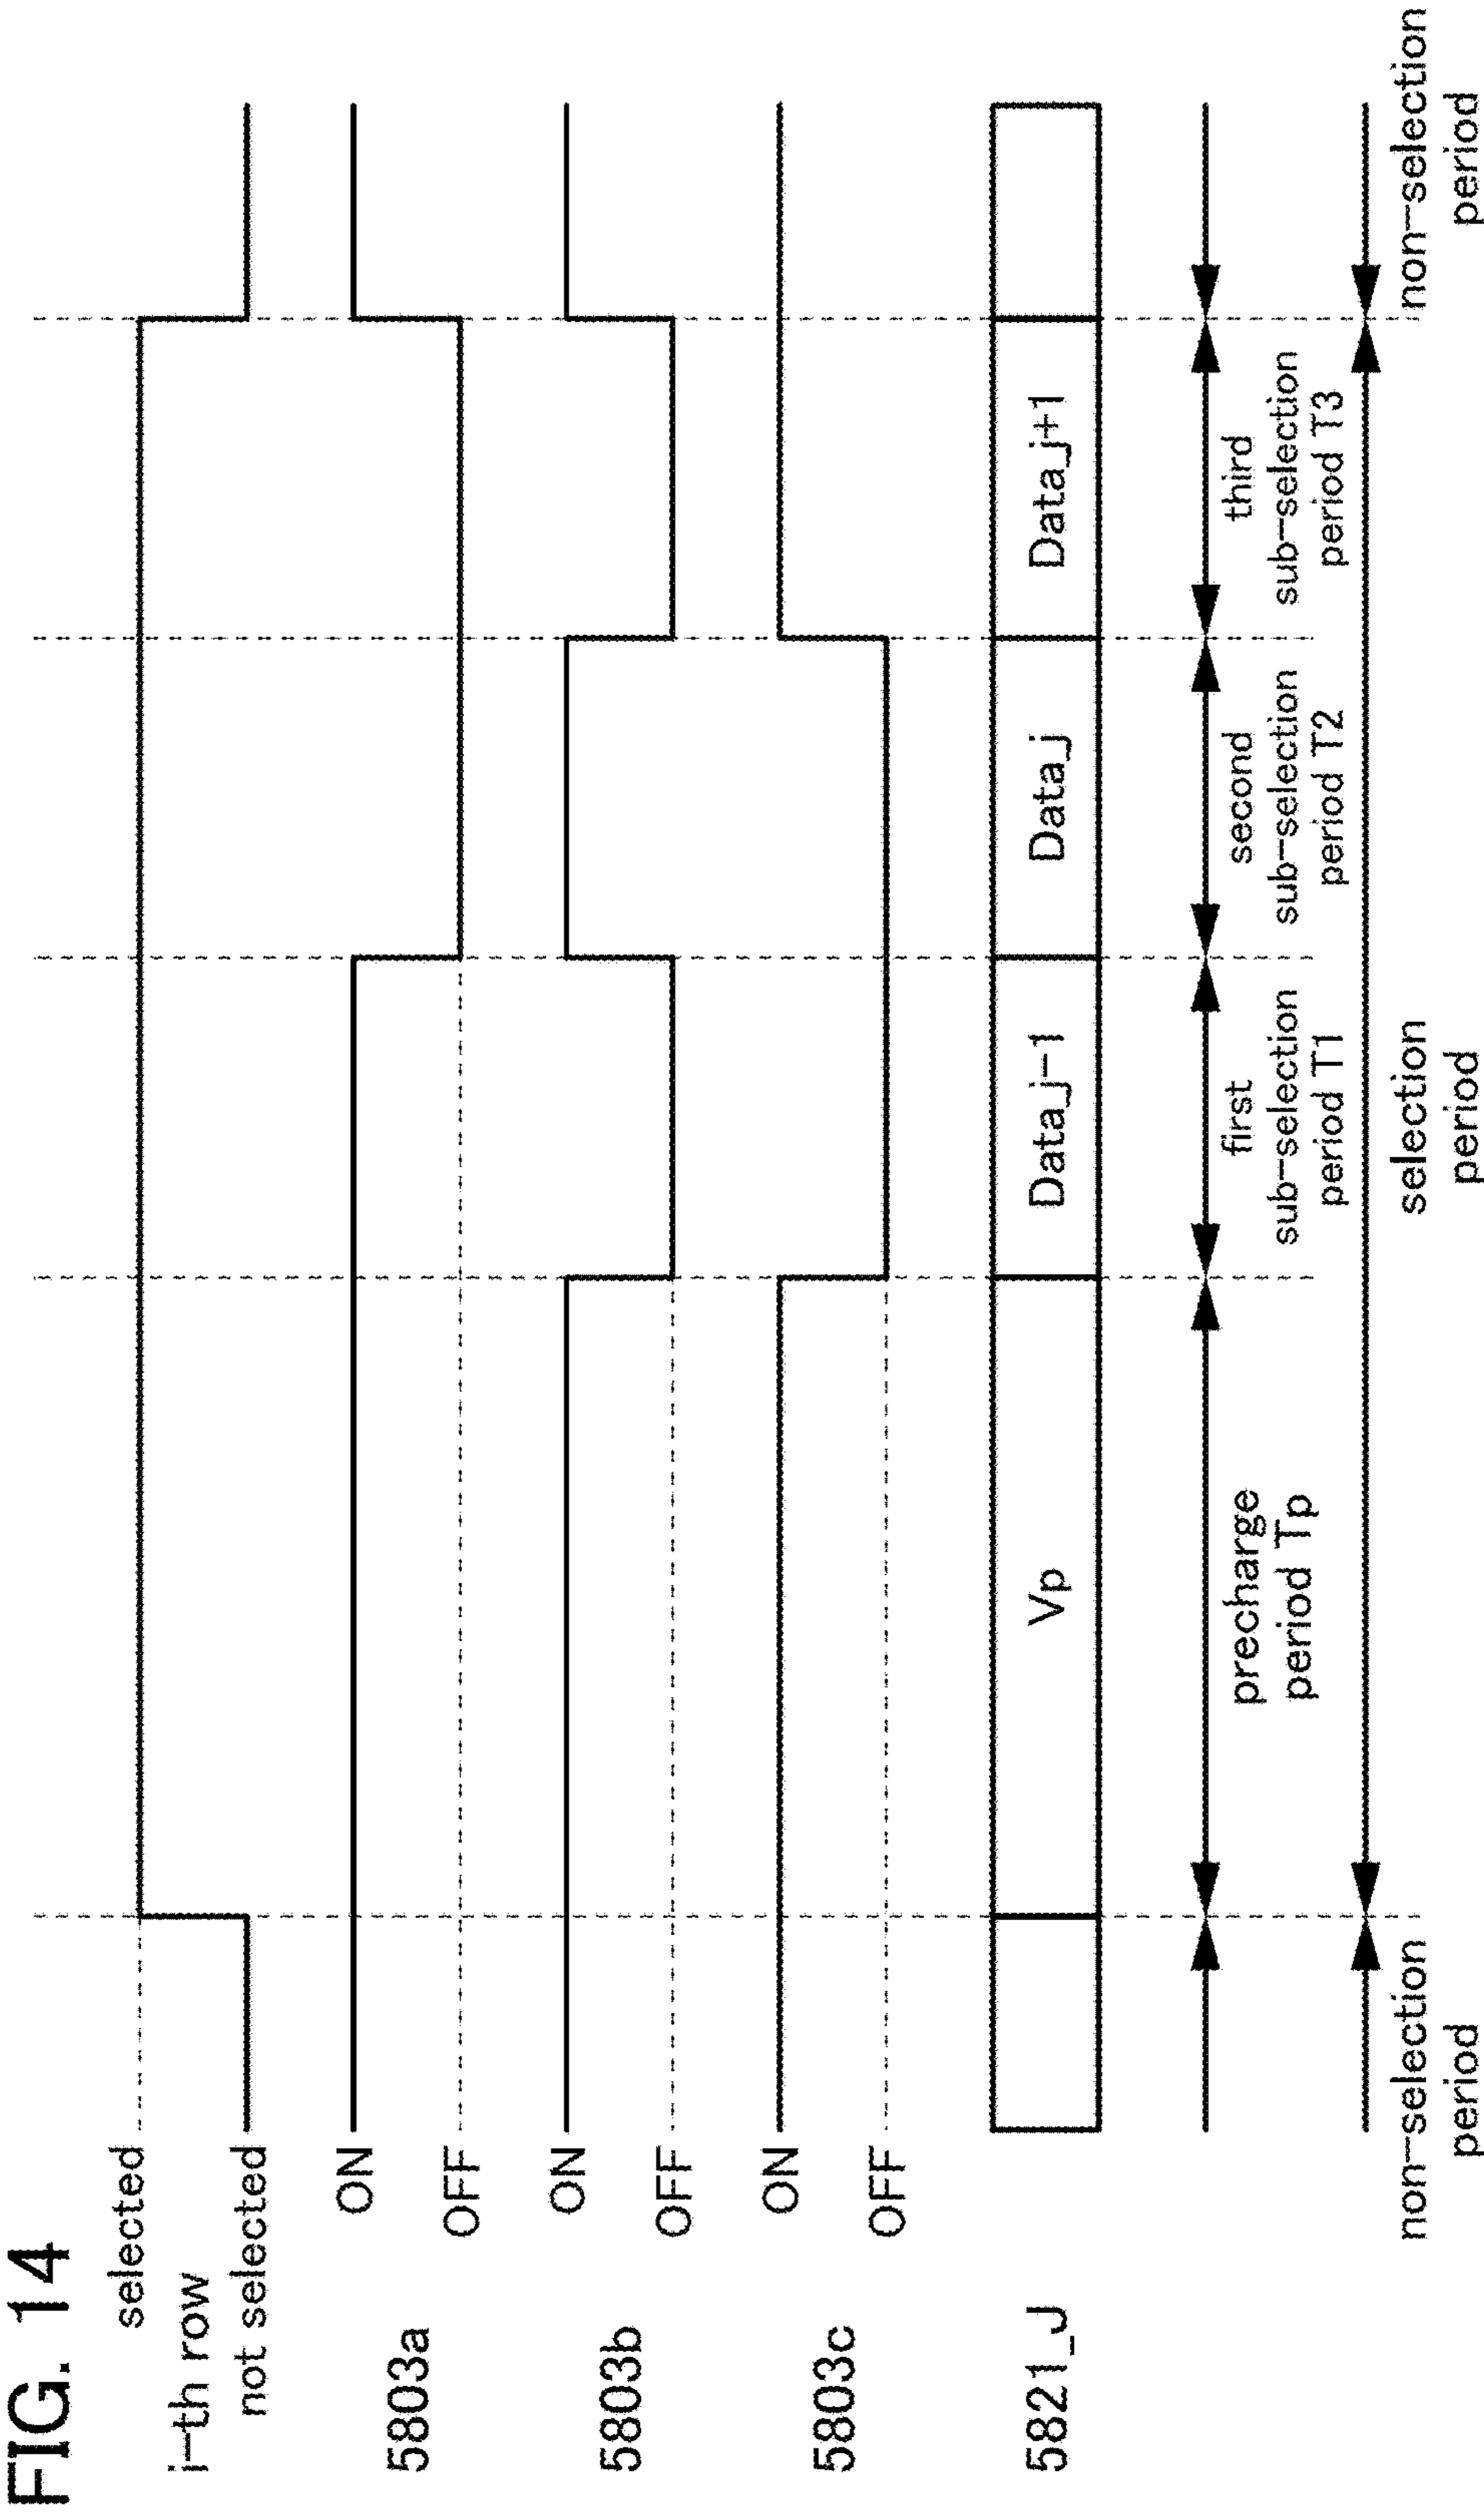 FIG. 14
selected
i-th row
not selected
5803a
ON
OFF
5803b
ON
OFF
5803c
ON
OFF
5821_J
Vp
Data_j-1
Data_j
Data_j+1
precharge
period Tp
first
sub-selection
period T1
second
sub-selection
period T2
third
sub-selection
period T3
non-selection
period
selection
period
non-selection
period